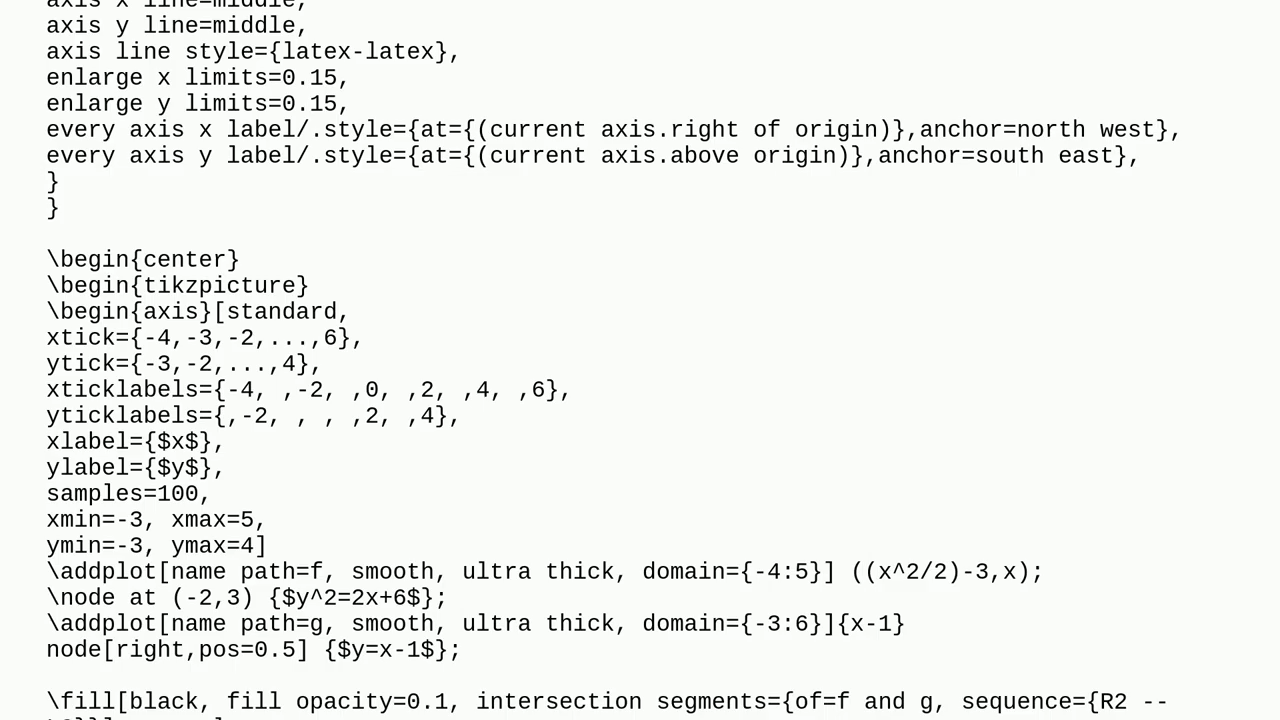 axis x line=middle,
axis y line=middle,
axis line style={latex-latex},
enlarge x limits=0.15,
enlarge y limits=0.15,
every axis x label/.style={at={(current axis.right of origin)},anchor=north west},
every axis y label/.style={at={(current axis.above origin)},anchor=south east},
}
}
\begin{center}
\begin{tikzpicture}
\begin{axis}[standard,
xtick={-4,-3,-2,...,6},
ytick={-3,-2,...,4},
xticklabels={-4, ,-2, ,0, ,2, ,4, ,6},
yticklabels={,-2, , , ,2, ,4},
xlabel={$x$},
ylabel={$y$},
samples=100,
xmin=-3, xmax=5,
ymin=-3, ymax=4]
\addplot[name path=f, smooth, ultra thick, domain={-4:5}] ((x^2/2)-3,x);
\node at (-2,3) {$y^2=2x+6$};
\addplot[name path=g, smooth, ultra thick, domain={-3:6}]{x-1}
node[right,pos=0.5] {$y=x-1$};
\fill[black, fill opacity=0.1, intersection segments={of=f and g, sequence={R2 --